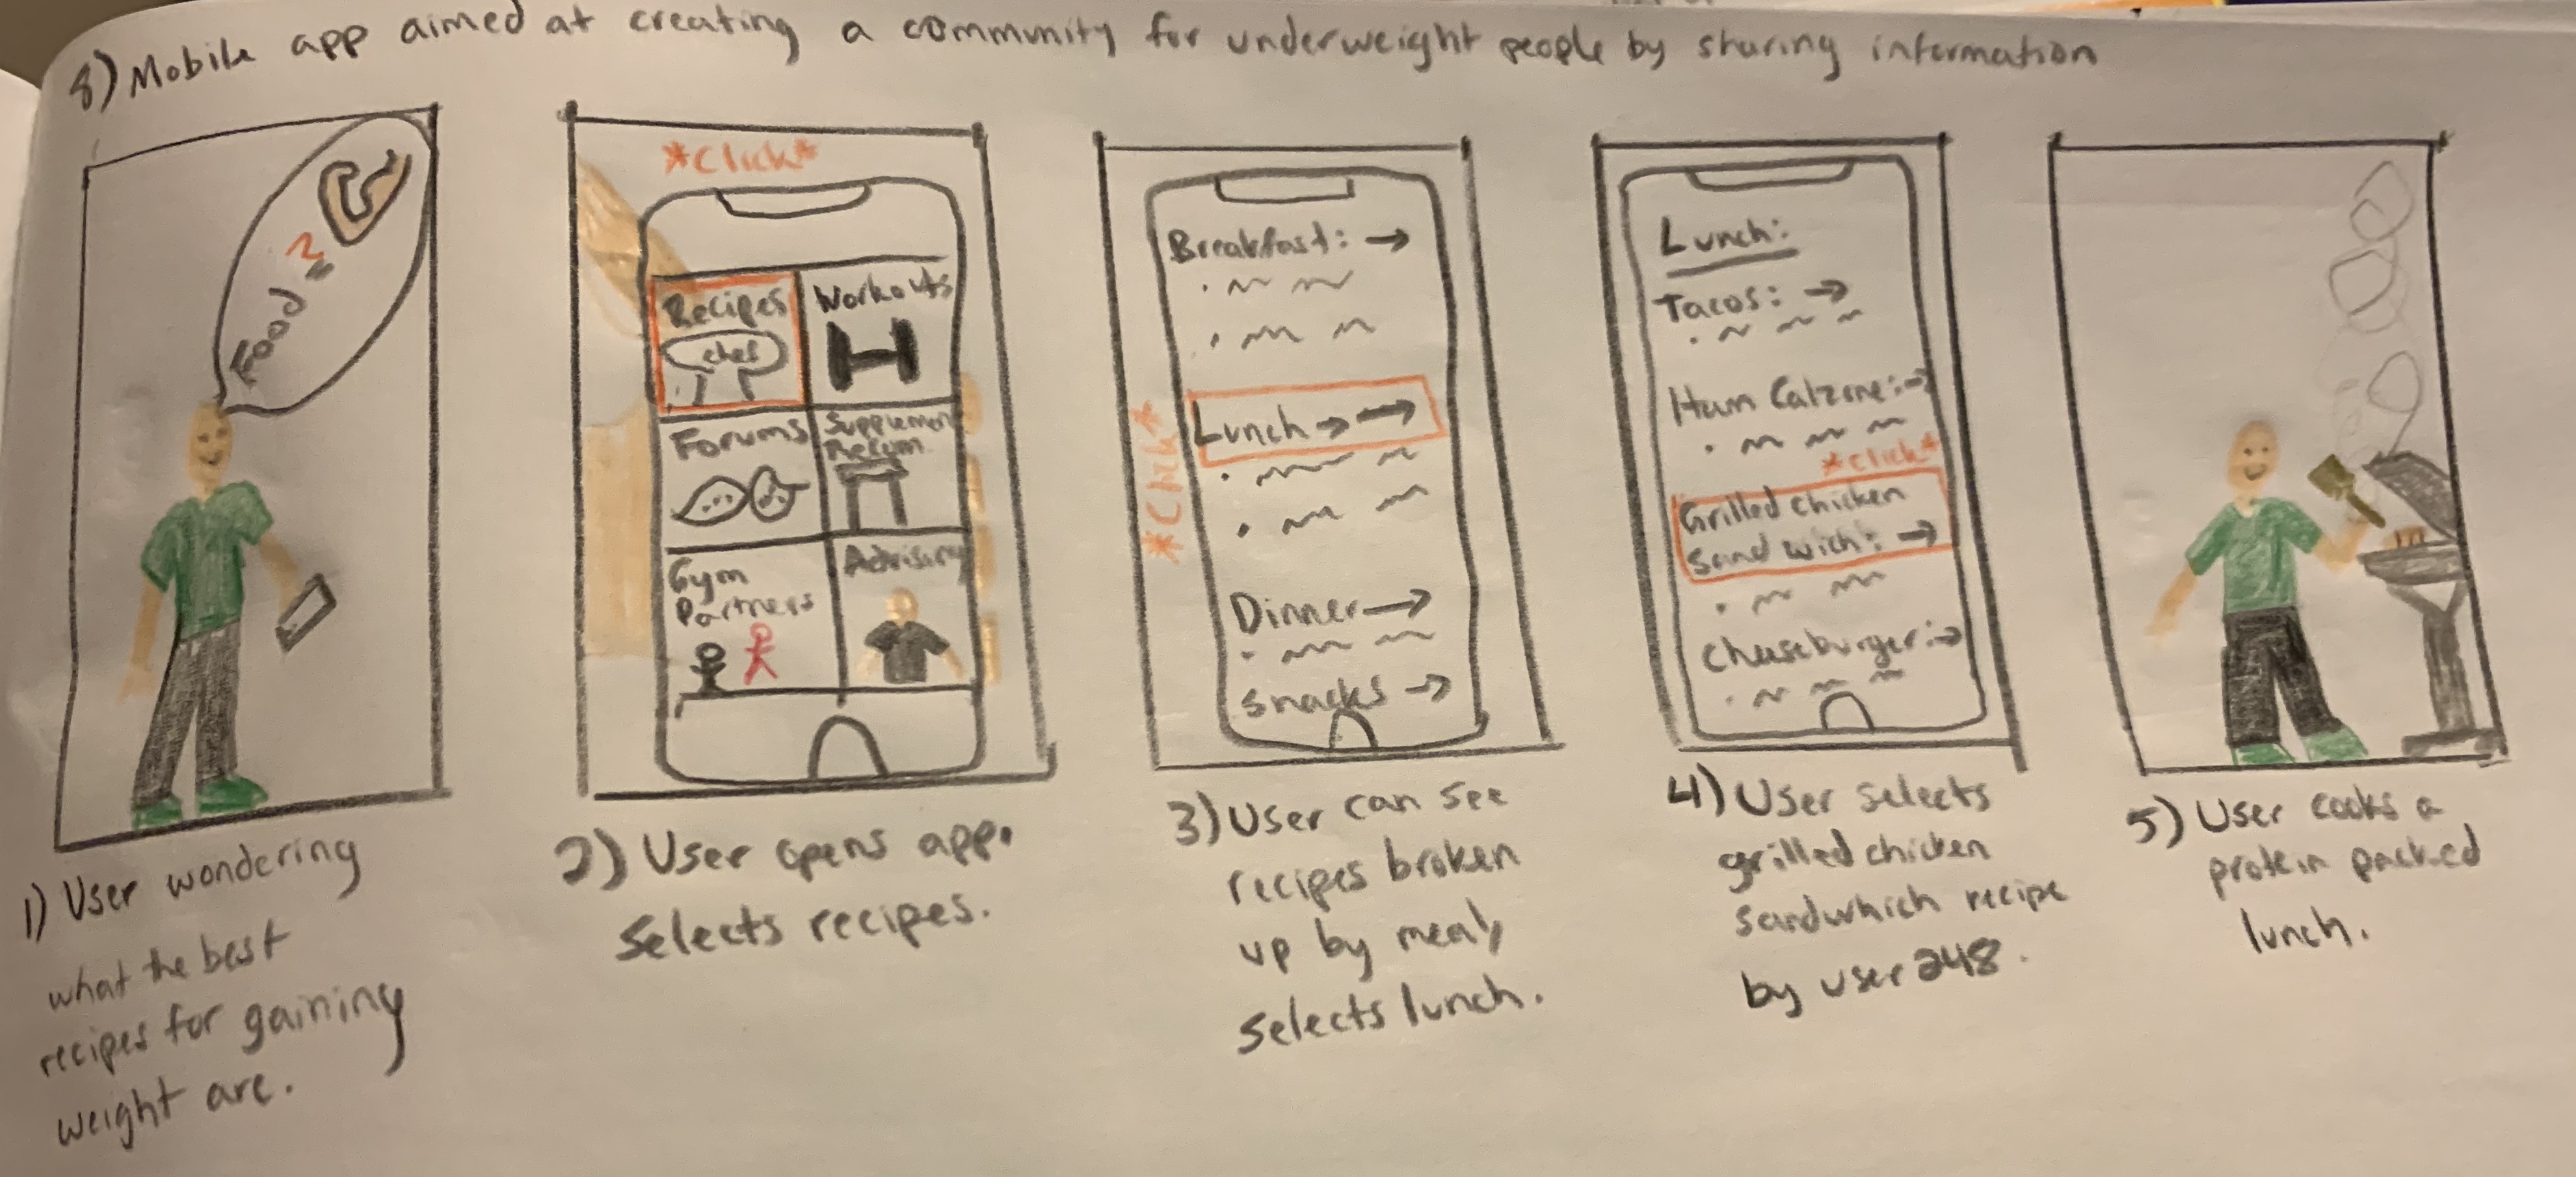 8) Mobile app aimed at creating a community for underweight people by sharing information
Food = ?
1) User wondering
what the best
recipes for gaining
weight are.
*Click*
Recipes
chef
Workouts
Forums
Supplement
Recom.
Gym
Partners
Advising
2) User opens app.
Selects recipes.
*Click*
Breakfast: →
Lunch → →
Dinner →
Snacks →
3) User can see
recipes broken
up by meal,
selects lunch.
Lunch:
Tacos: →
Ham Calzone: →
*Click*
Grilled chicken
Sandwich: →
Cheeseburger: →
4) User selects
grilled chicken
sandwhich recipe
by user 248.
5) User cooks a
protein packed
lunch.